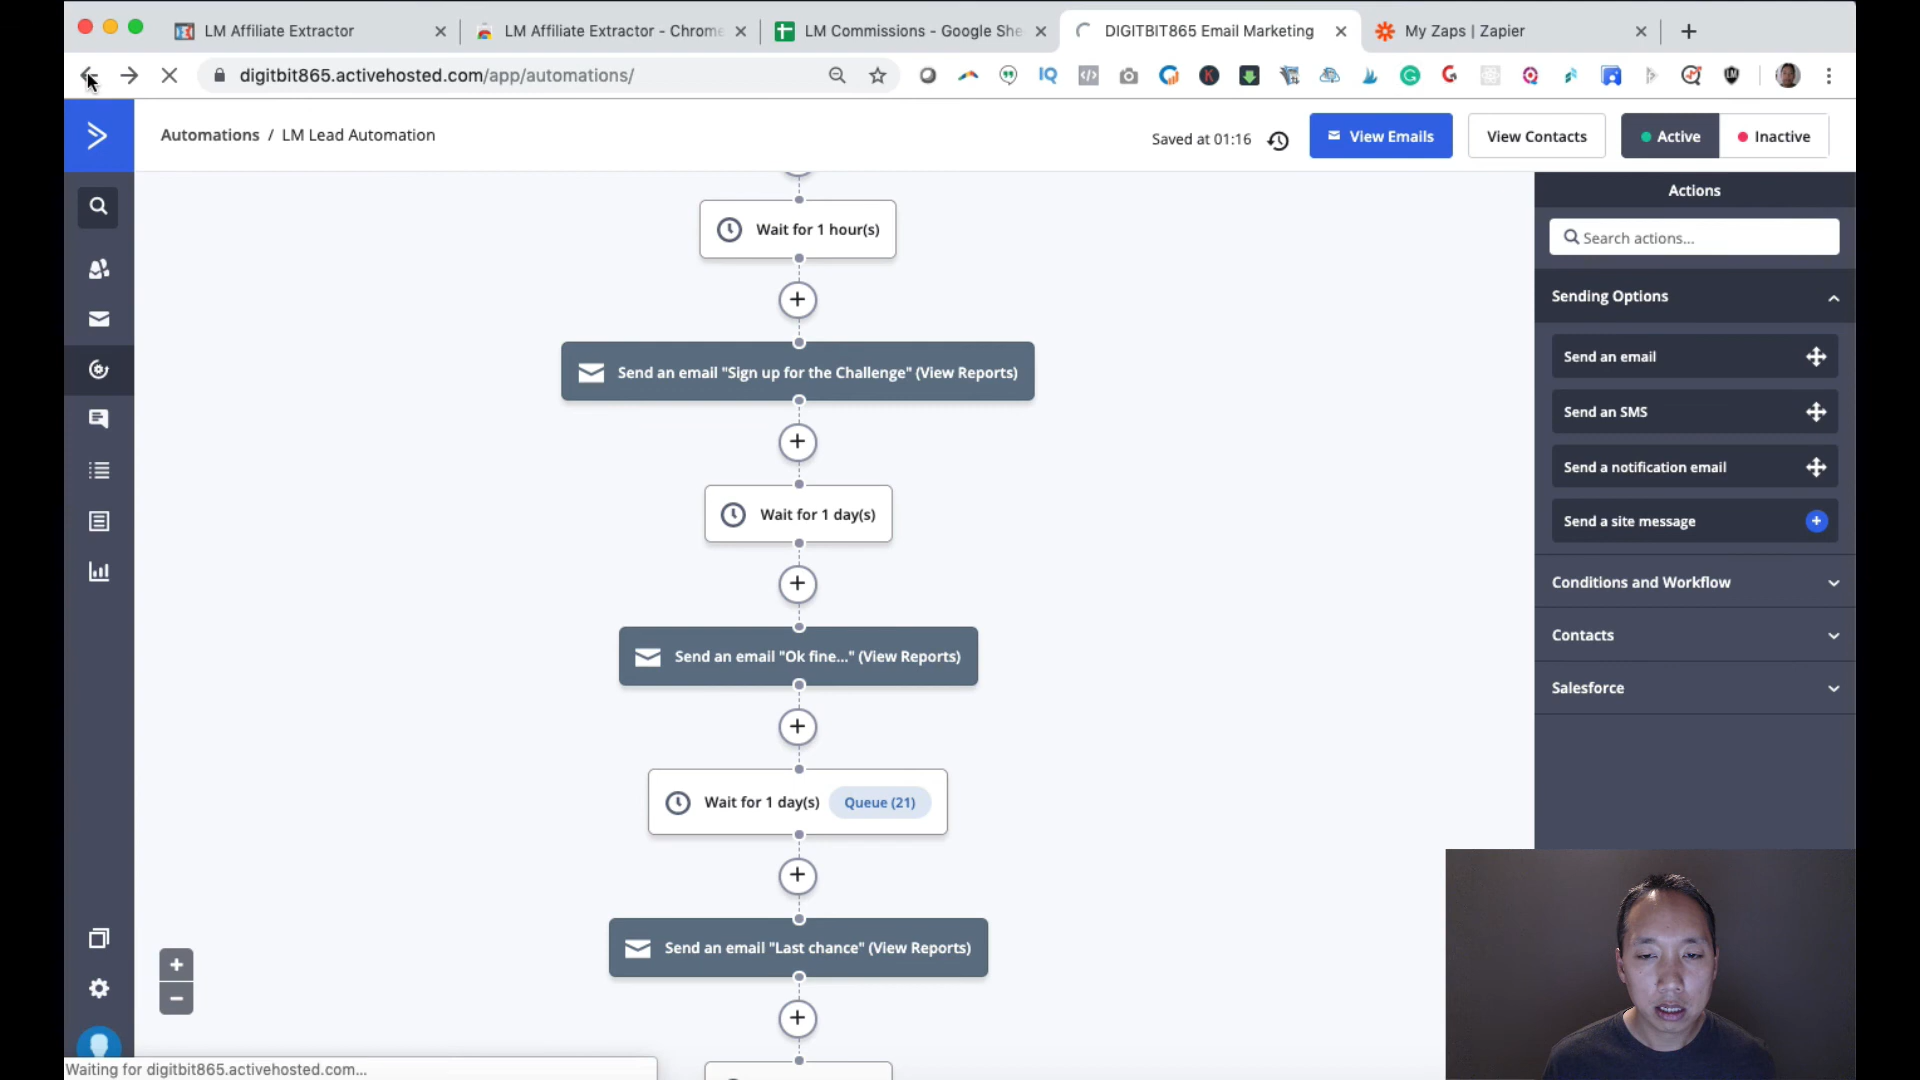 LM Affiliate Extractor
LM Affiliate Extractor - Chrome
LM Commissions - Google She
DIGITBIT865 Email Marketing
My Zaps | Zapier
digitbit865.activehosted.com/app/automations/
Automations / LM Lead Automation
Saved at 01:16
View Emails
View Contacts
Active
Inactive
Wait for 1 hour(s)
Send an email "Sign up for the Challenge" (View Reports)
Wait for 1 day(s)
Send an email "Ok fine..." (View Reports)
Wait for 1 day(s) Queue (21)
Send an email "Last chance" (View Reports)
Actions
Search actions...
Sending Options
Send an email
Send an SMS
Send a notification email
Send a site message
Conditions and Workflow
Contacts
Salesforce
Waiting for digitbit865.activehosted.com...